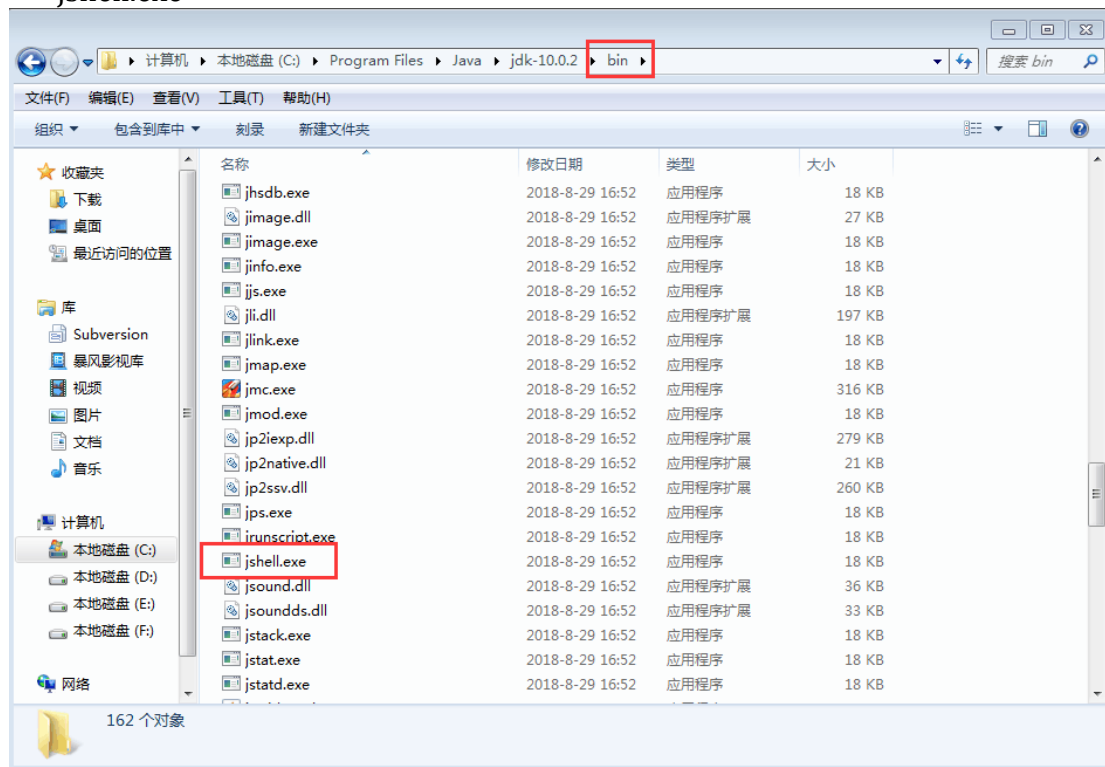 jshell.exe
计算机 本地磁盘 (C:) Program Files Java jdk-10.0.2 bin 搜索 bin
文件(F) 编辑(E) 查看(V) 工具(T) 帮助(H)
组织 包含到库中 刻录 新建文件夹
收藏夹
下载
桌面
最近访问的位置
库
Subversion
暴风影视库
视频
图片
文档
音乐
计算机
本地磁盘 (C:)
本地磁盘 (D:)
本地磁盘 (E:)
本地磁盘 (F:)
网络
名称 修改日期 类型 大小
jhsdb.exe 2018-8-29 16:52 应用程序 18 KB
jimage.dll 2018-8-29 16:52 应用程序扩展 27 KB
jimage.exe 2018-8-29 16:52 应用程序 18 KB
jinfo.exe 2018-8-29 16:52 应用程序 18 KB
jjs.exe 2018-8-29 16:52 应用程序 18 KB
jli.dll 2018-8-29 16:52 应用程序扩展 197 KB
jlink.exe 2018-8-29 16:52 应用程序 18 KB
jmap.exe 2018-8-29 16:52 应用程序 18 KB
jmc.exe 2018-8-29 16:52 应用程序 316 KB
jmod.exe 2018-8-29 16:52 应用程序 18 KB
jp2iexp.dll 2018-8-29 16:52 应用程序扩展 279 KB
jp2native.dll 2018-8-29 16:52 应用程序扩展 21 KB
jp2ssv.dll 2018-8-29 16:52 应用程序扩展 260 KB
jps.exe 2018-8-29 16:52 应用程序 18 KB
jrunscript.exe 2018-8-29 16:52 应用程序 18 KB
jshell.exe 2018-8-29 16:52 应用程序 18 KB
jsound.dll 2018-8-29 16:52 应用程序扩展 36 KB
jsoundds.dll 2018-8-29 16:52 应用程序扩展 33 KB
jstack.exe 2018-8-29 16:52 应用程序 18 KB
jstat.exe 2018-8-29 16:52 应用程序 18 KB
jstatd.exe 2018-8-29 16:52 应用程序 18 KB
162 个对象